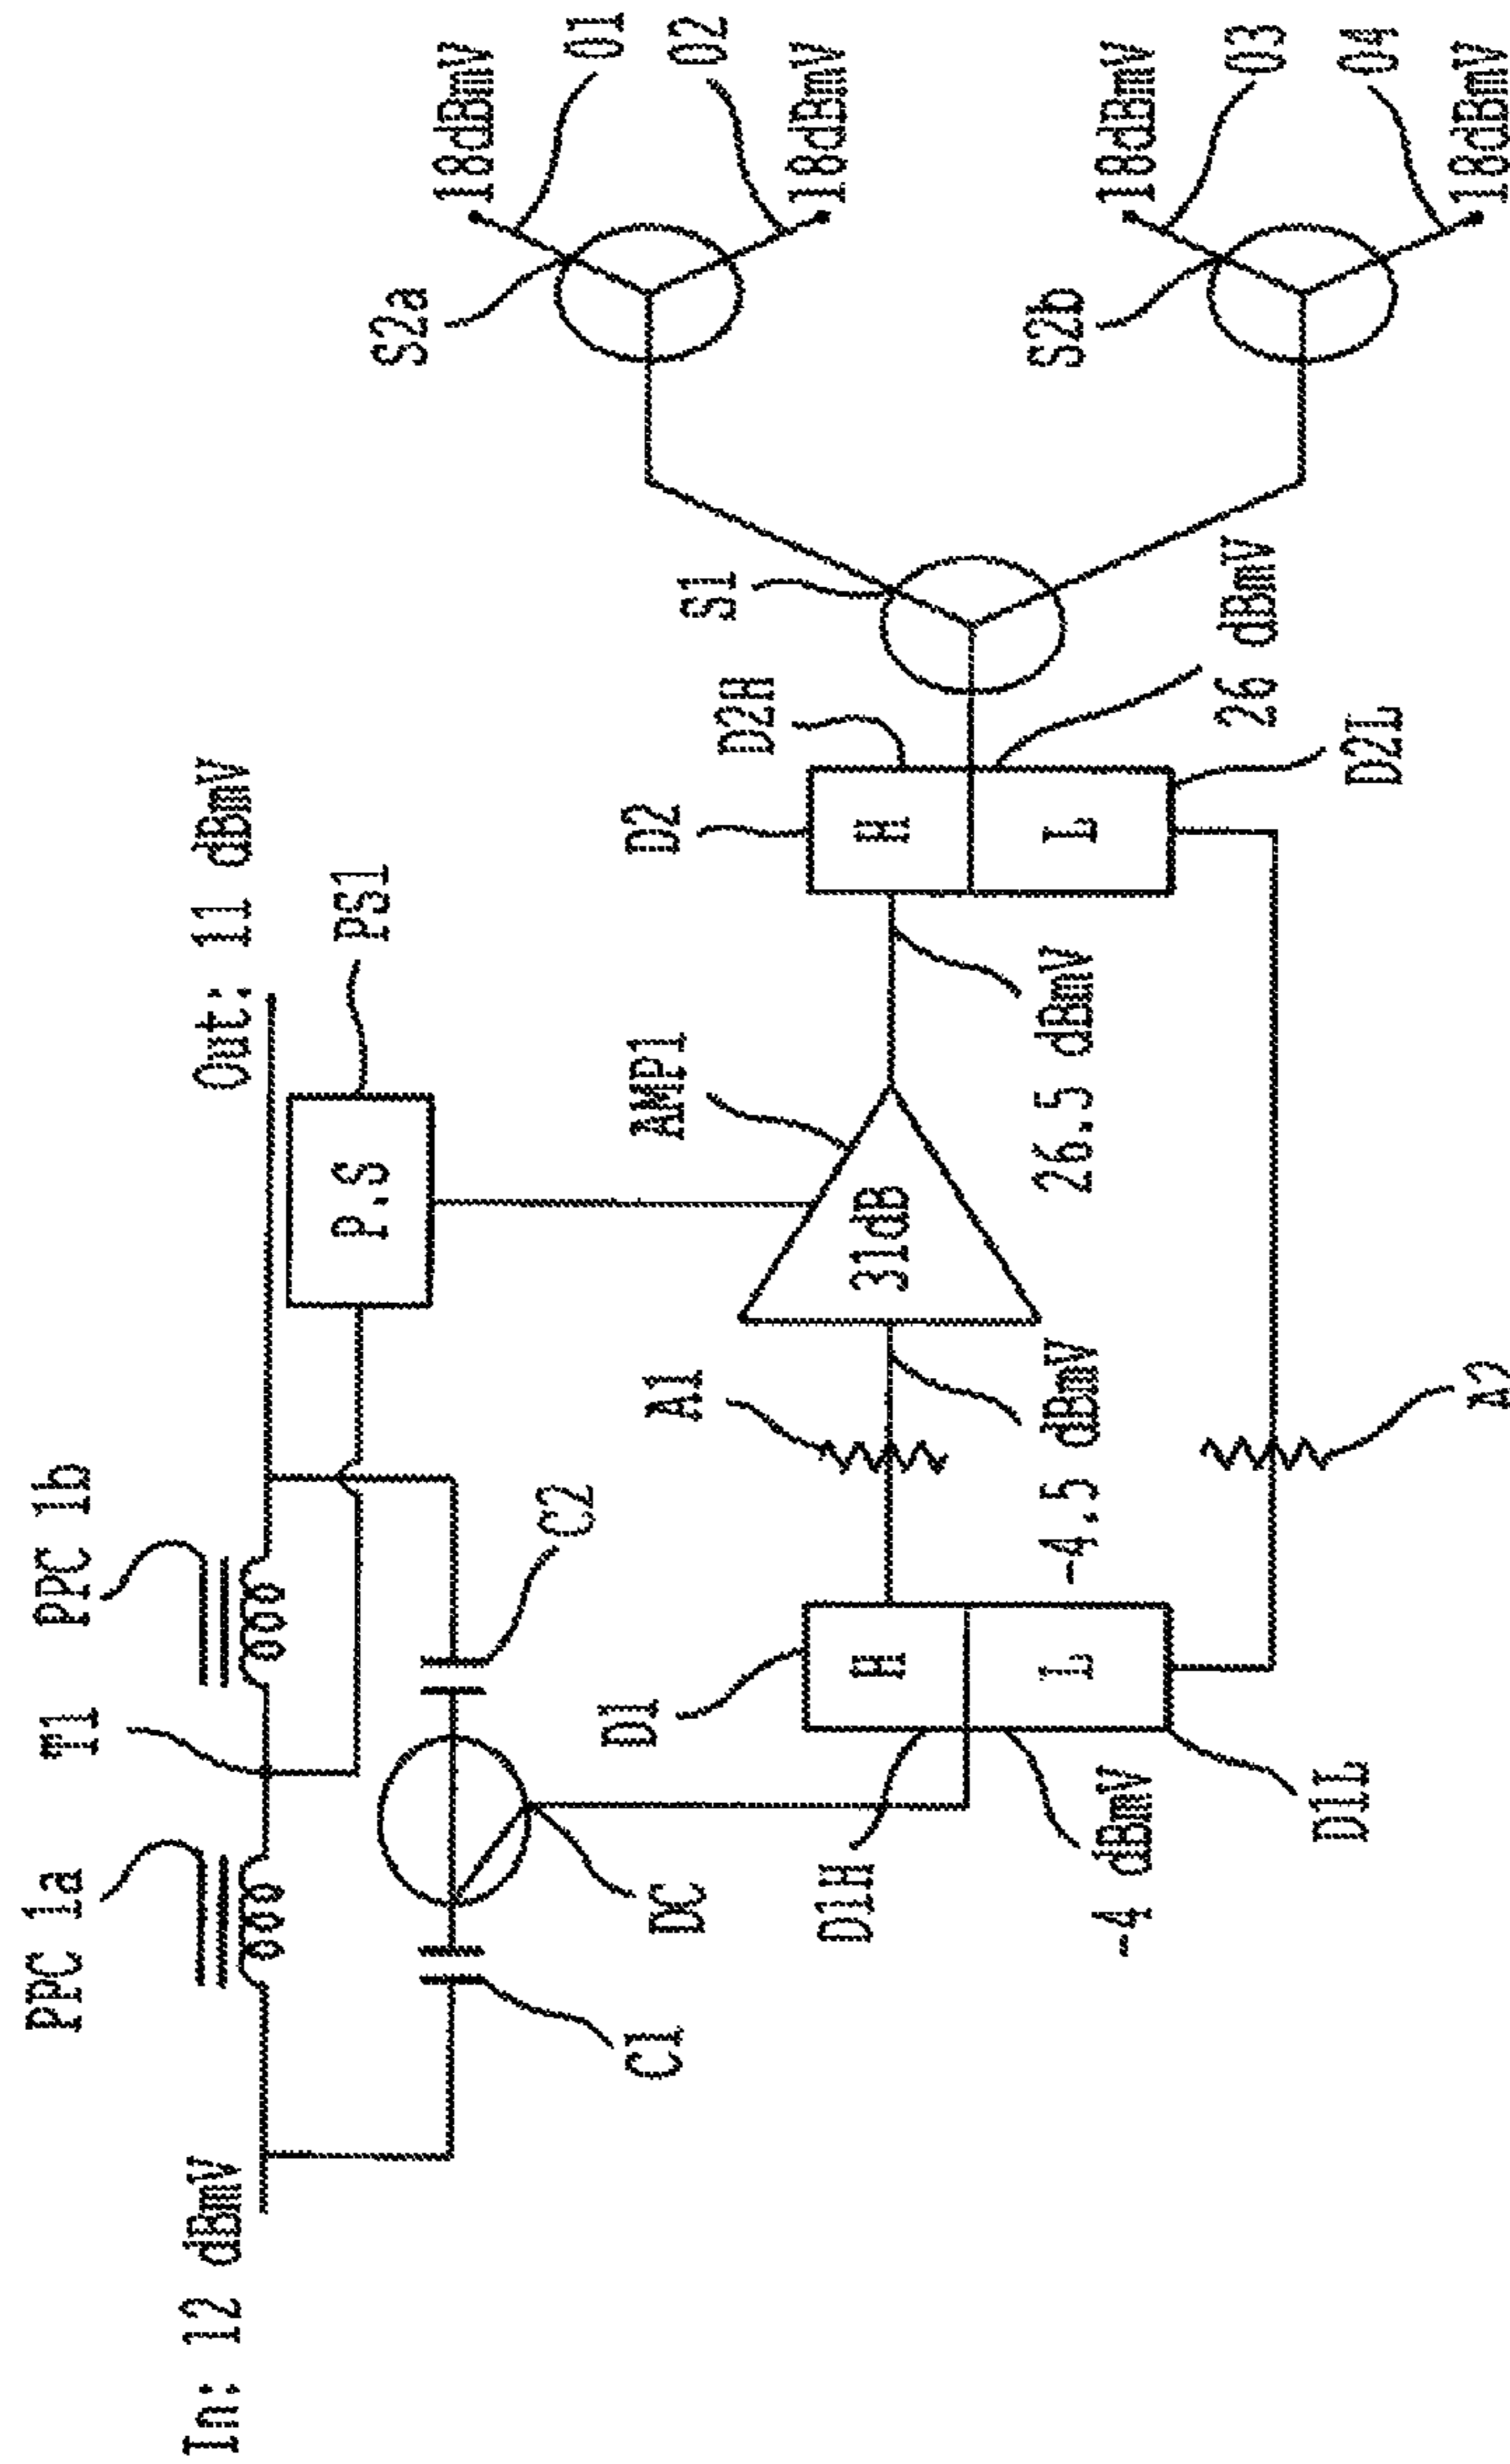 In: 12 dBmV
PPC 1a
T1
PPC 1b
Out: 11 dBmV
P.S
PS1
C1
DC
C2
D1
D1H
H
L
-4 dBmV
D1L
A1
-4.5 dBmV
AMP1
31dB
26.5 dBmV
A2
D2
D2H
H
L
26 dBmV
D2L
S1
S2a
18dBmV
O1
O2
18dBmV
S2b
18dBmV
O3
O4
18dBmV